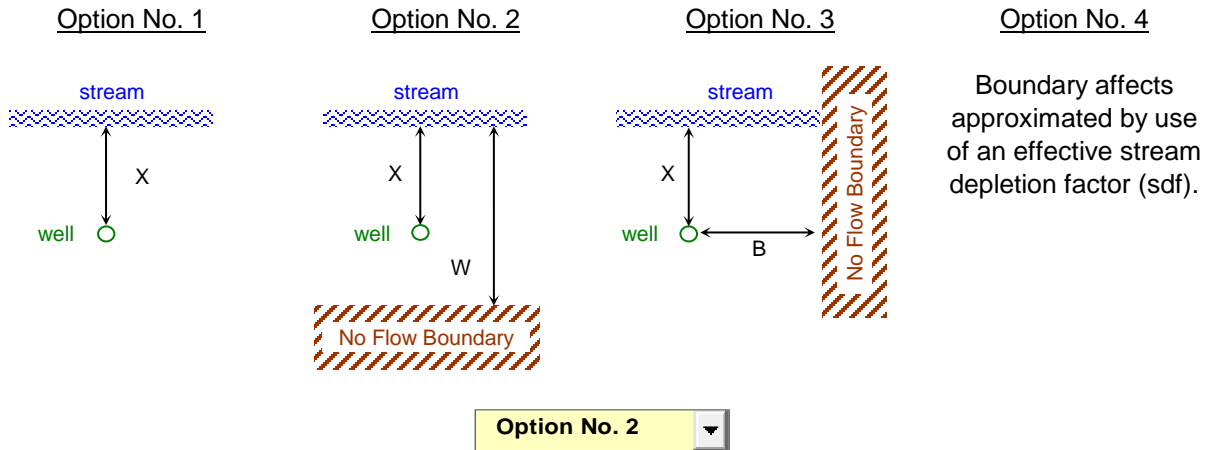 Option No. 1
Option No. 2
Option No. 3
Option No. 4
stream
X
well
stream
X
well
W
No Flow Boundary
stream
X
well
B
No Flow Boundary
Boundary affects
approximated by use
of an effective stream
depletion factor (sdf).
Option No. 2